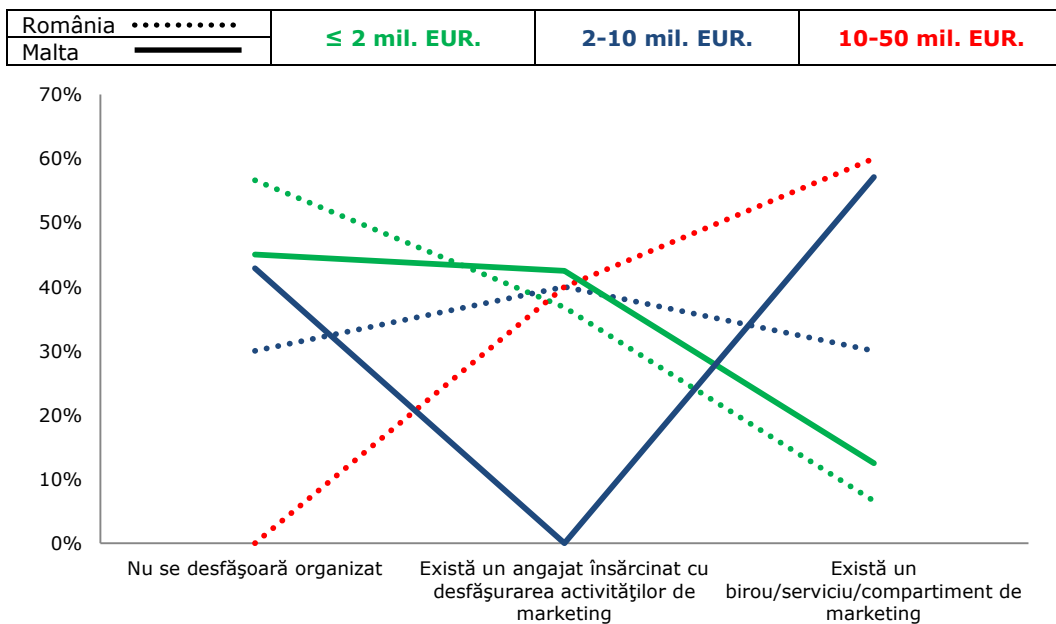 România
Malta
≤ 2 mil. EUR.
2-10 mil. EUR.
10-50 mil. EUR.
70%
60%
50%
40%
30%
20%
10%
0%
Nu se desfăşoară organizat
Există un angajat însărcinat cu
desfăşurarea activităţilor de
marketing
Există un
birou/serviciu/compartiment de
marketing